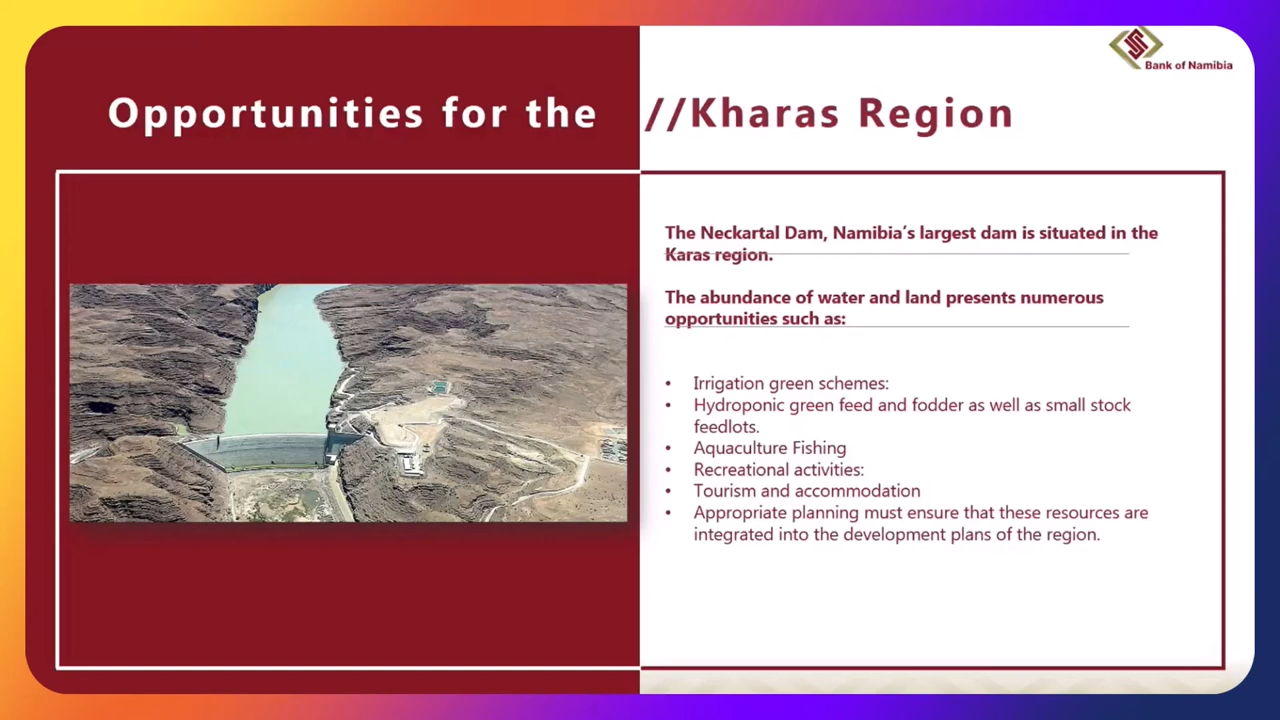 Bank of Namibia
Opportunities for the //Kharas Region
The Neckartal Dam, Namibia’s largest dam is situated in the
Karas region.
The abundance of water and land presents numerous
opportunities such as:
• Irrigation green schemes:
• Hydroponic green feed and fodder as well as small stock
feedlots.
• Aquaculture Fishing
• Recreational activities:
• Tourism and accommodation
• Appropriate planning must ensure that these resources are
integrated into the development plans of the region.